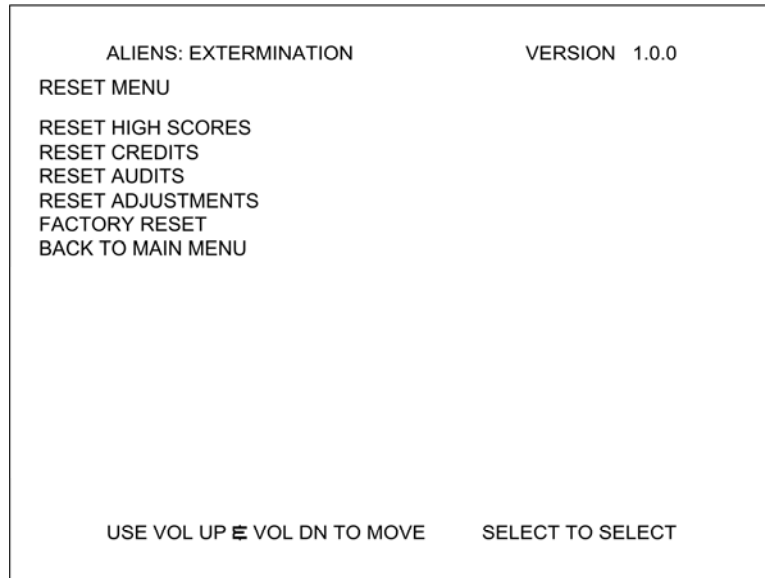 ALIENS: EXTERMINATION VERSION 1.0.0
RESET MENU
RESET HIGH SCORES
RESET CREDITS
RESET AUDITS
RESET ADJUSTMENTS
FACTORY RESET
BACK TO MAIN MENU
USE VOL UP & VOL DN TO MOVE SELECT TO SELECT